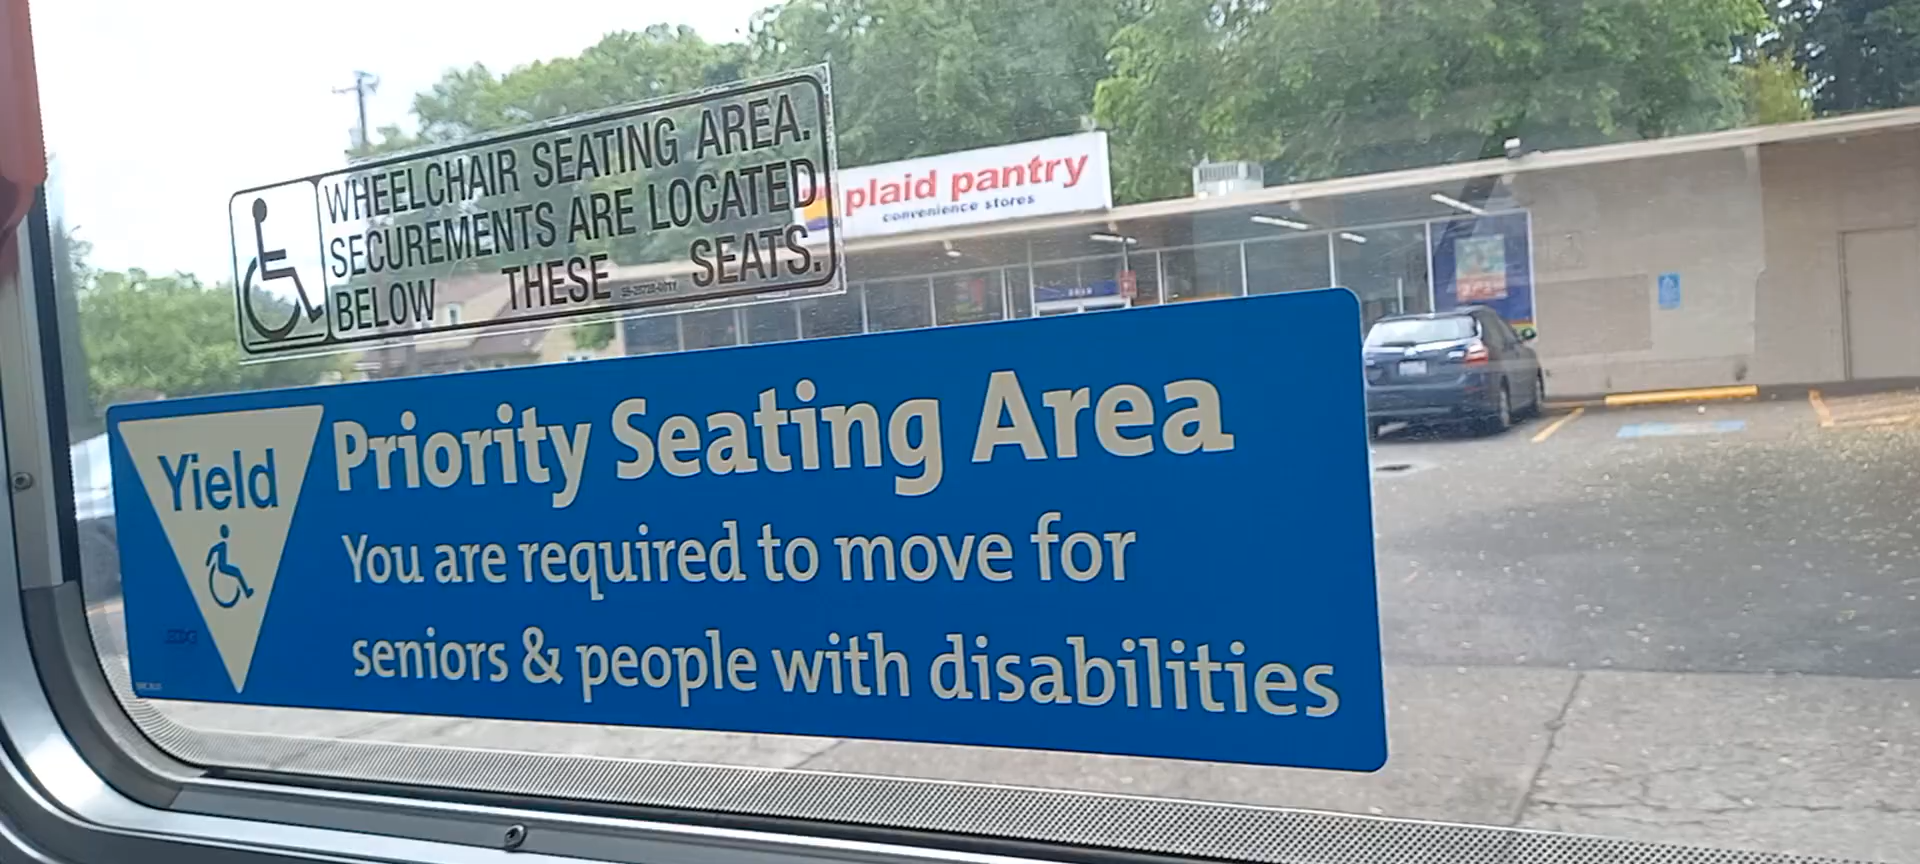 WHEELCHAIR SEATING AREA.
SECUREMENTS ARE LOCATED
BELOW THESE SEATS.
plaid pantry
convenience stores
Yield
Priority Seating Area
You are required to move for
seniors & people with disabilities